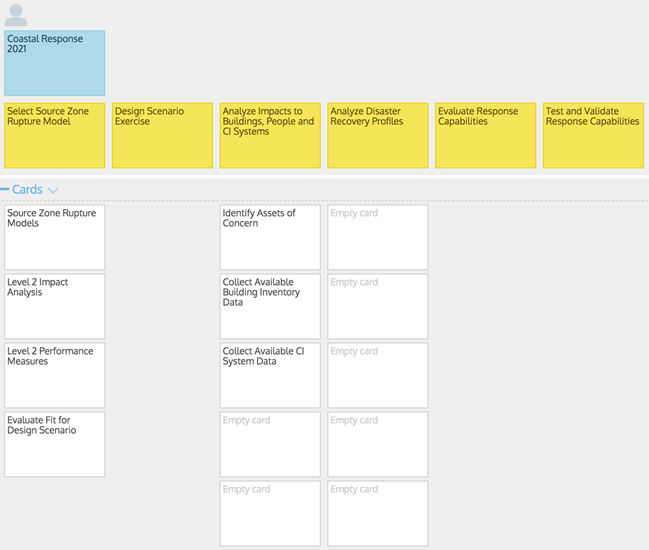 Coastal Response
2021
Select Source Zone
Rupture Model
Design Scenario
Exercise
Analyze Impacts to
Buildings, People and
CI Systems
Analyze Disaster
Recovery Profiles
Evaluate Response
Capabilities
Test and Validate
Response Capabilities
Cards
Source Zone Rupture
Models
Identify Assets of
Concern
Empty card
Level 2 Impact
Analysis
Collect Available
Building Inventory
Data
Empty card
Level 2 Performance
Measures
Collect Available CI
System Data
Empty card
Evaluate Fit for
Design Scenario
Empty card
Empty card
Empty card
Empty card